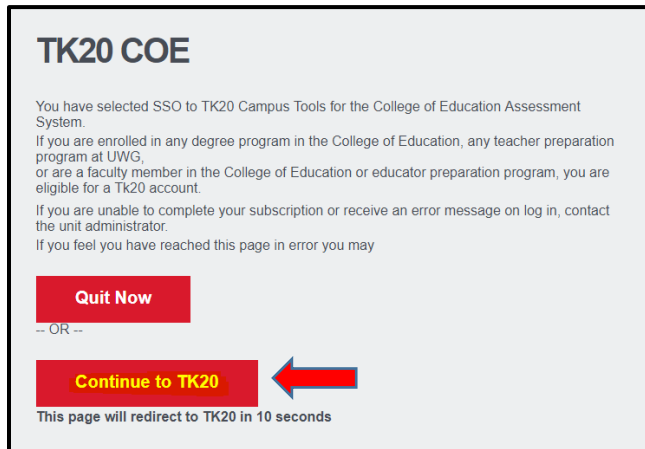 TK20 COE
You have selected SSO to TK20 Campus Tools for the College of Education Assessment
System.
If you are enrolled in any degree program in the College of Education, any teacher preparation
program at UWG,
or are a faculty member in the College of Education or educator preparation program, you are
eligible for a Tk20 account.
If you are unable to complete your subscription or receive an error message on log in, contact
the unit administrator.
If you feel you have reached this page in error you may
Quit Now
-- OR --
Continue to TK20
This page will redirect to TK20 in 10 seconds